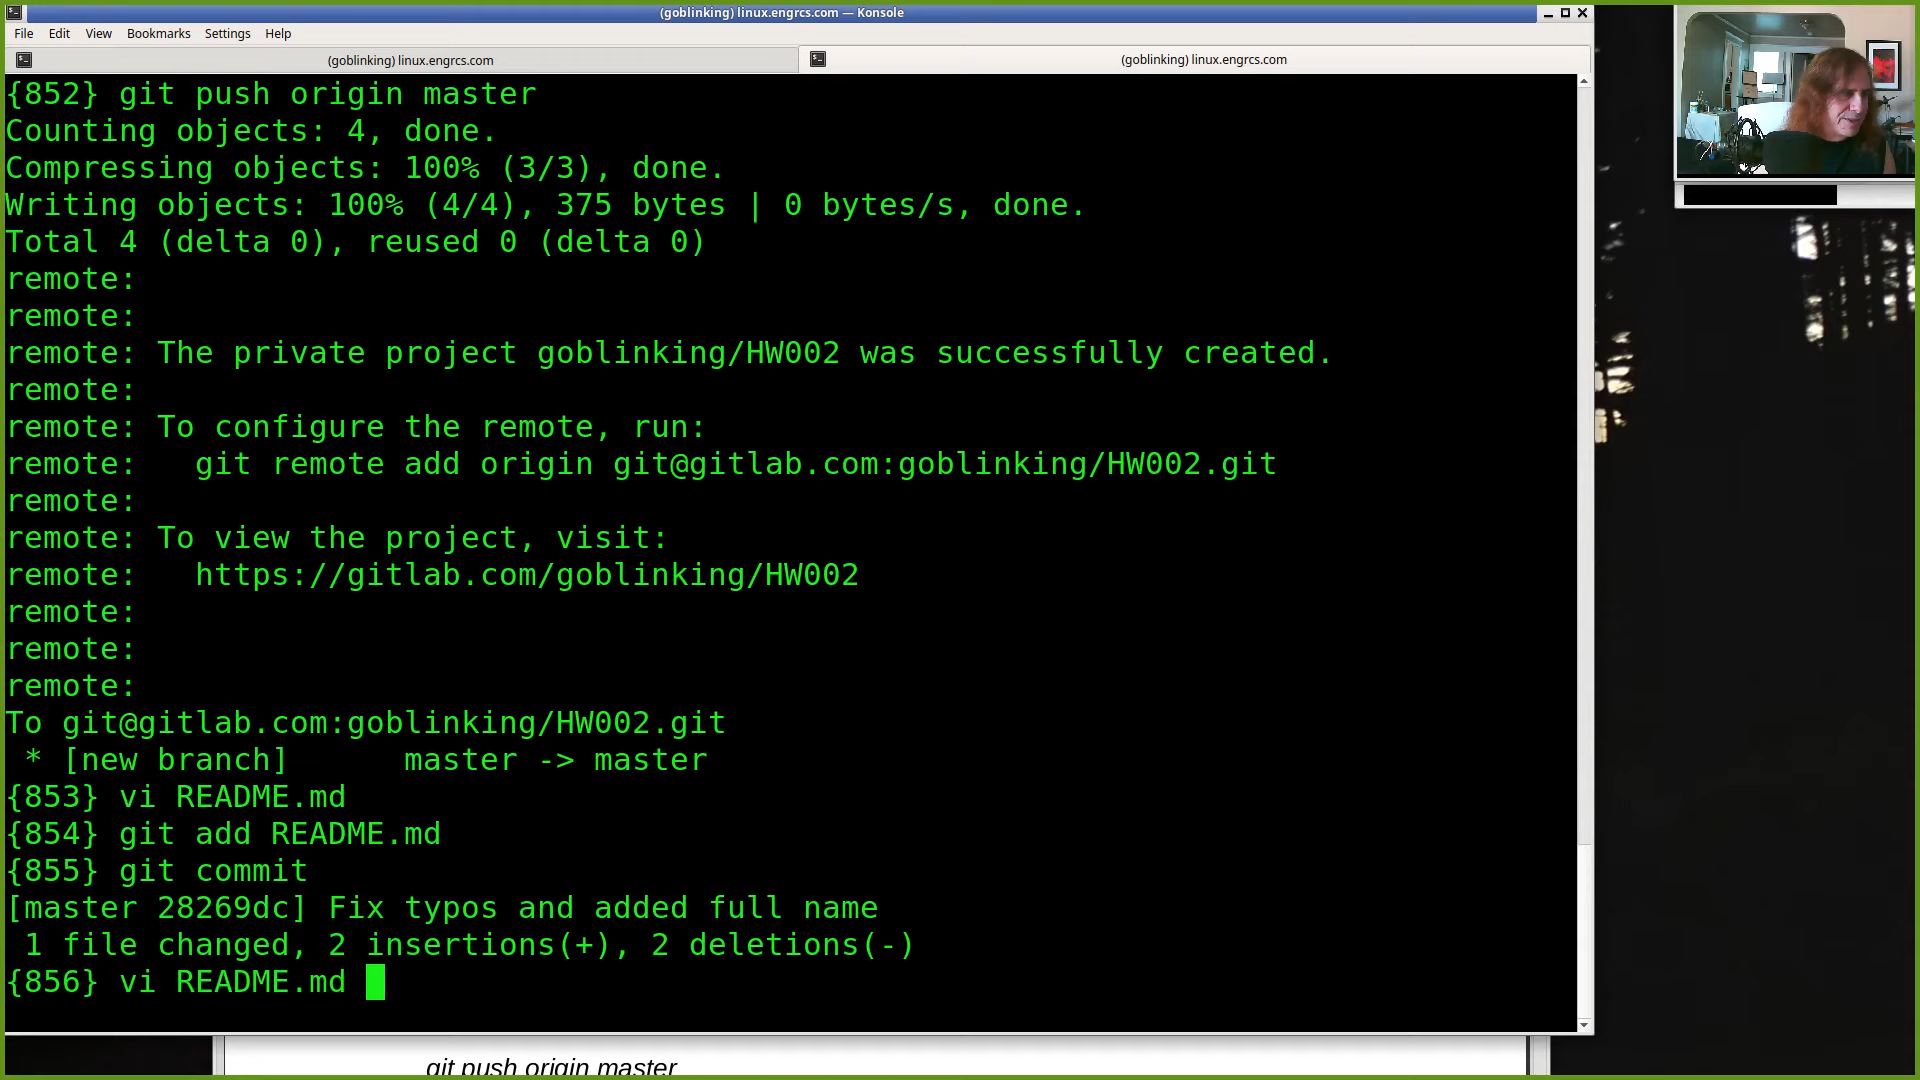 (goblinking) linux.engrcs.com — Konsole
File Edit View Bookmarks Settings Help
(goblinking) linux.engrcs.com
(goblinking) linux.engrcs.com
{852} git push origin master
Counting objects: 4, done.
Compressing objects: 100% (3/3), done.
Writing objects: 100% (4/4), 375 bytes | 0 bytes/s, done.
Total 4 (delta 0), reused 0 (delta 0)
remote:
remote:
remote: The private project goblinking/HW002 was successfully created.
remote:
remote: To configure the remote, run:
remote:   git remote add origin git@gitlab.com:goblinking/HW002.git
remote:
remote: To view the project, visit:
remote:   https://gitlab.com/goblinking/HW002
remote:
remote:
remote:
To git@gitlab.com:goblinking/HW002.git
 * [new branch]      master -> master
{853} vi README.md
{854} git add README.md
{855} git commit
[master 28269dc] Fix typos and added full name
 1 file changed, 2 insertions(+), 2 deletions(-)
{856} vi README.md
git push origin master